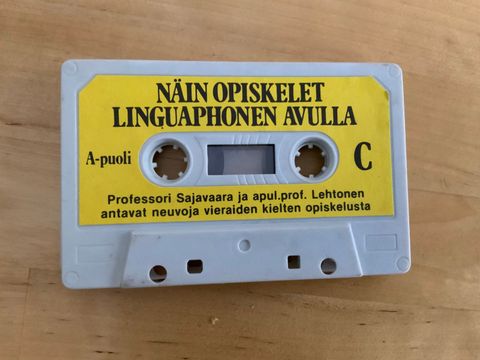 NÄIN OPISKELET
LINGUAPHONEN AVULLA
A-puoli
C
Professori Sajavaara ja apul.prof. Lehtonen
antavat neuvoja vieraiden kielten opiskelusta